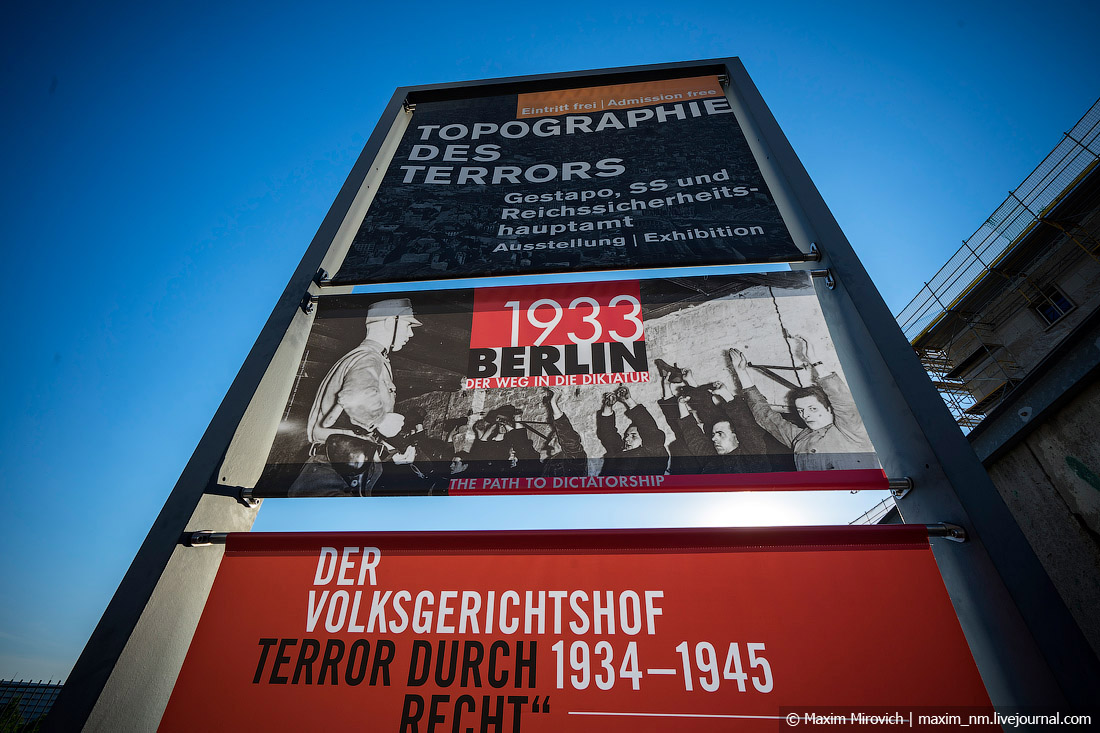 Eintritt frei | Admission free
TOPOGRAPHIE
DES
TERRORS
Gestapo, SS und
Reichssicherheits-
hauptamt
Ausstellung | Exhibition
1933
BERLIN
DER WEG IN DIE DIKTATUR
THE PATH TO DICTATORSHIP
DER
VOLKSGERICHTSHOF
TERROR DURCH 1934–1945
RECHT“
© Maxim Mirovich | maxim_nm.livejournal.com